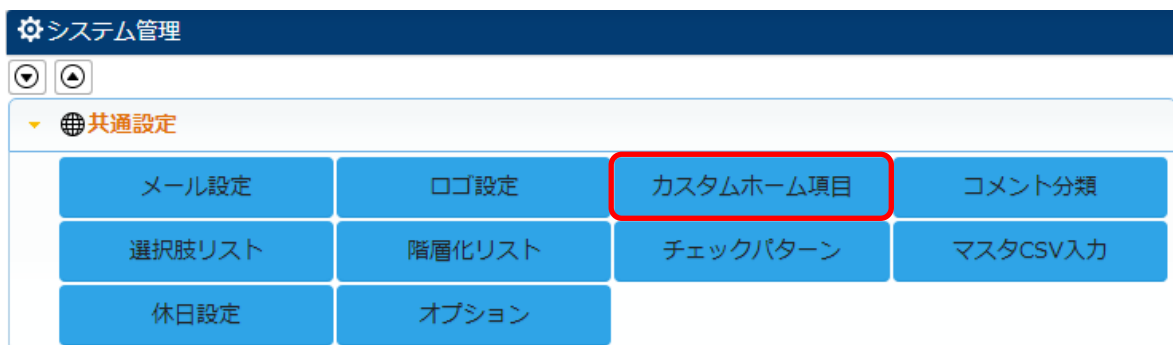 システム管理
共通設定
メール設定 ロゴ設定 カスタムホーム項目 コメント分類
選択肢リスト 階層化リスト チェックパターン マスタCSV入力
休日設定 オプション